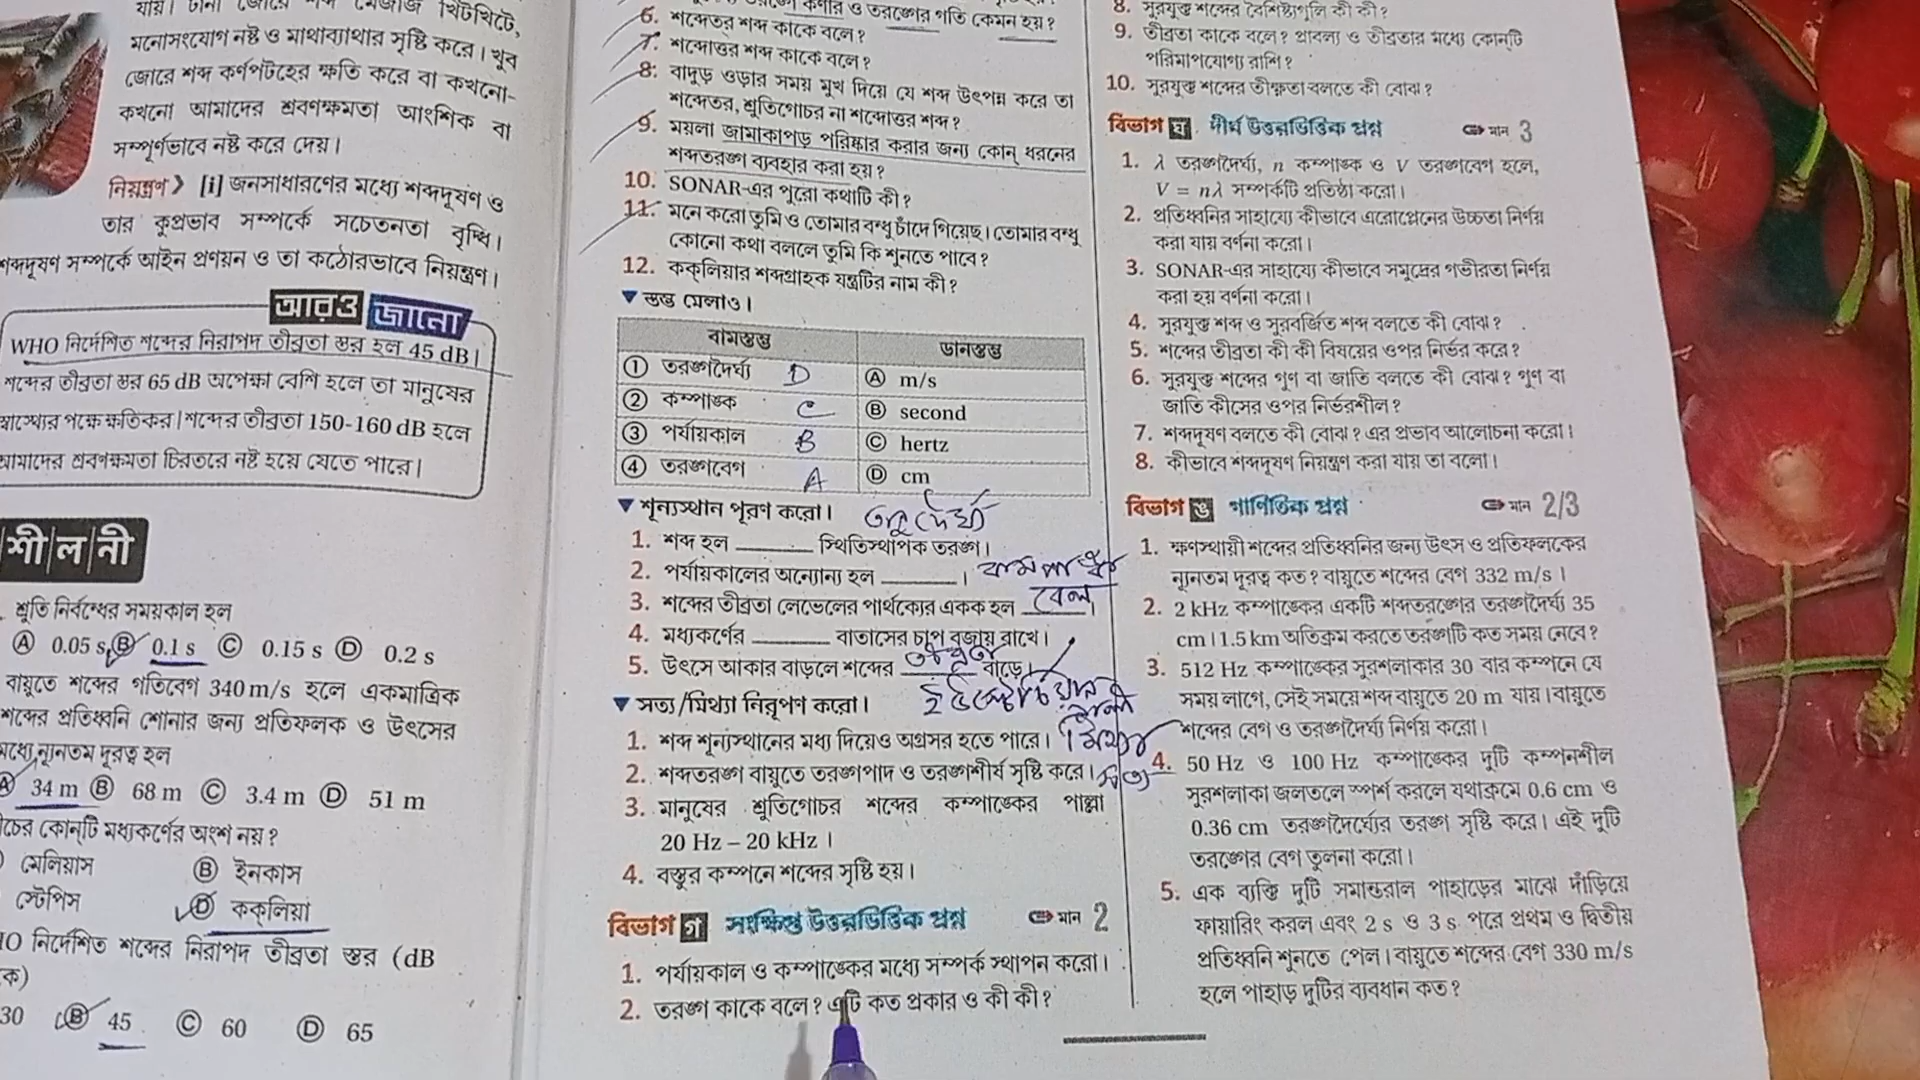 যায়। টানা জোরে শব্দ মেজাজ খিটখিটে,
মনোসংযোগ নষ্ট ও মাথাব্যাথার সৃষ্টি করে। খুব
জোরে শব্দ কর্ণপটহের ক্ষতি করে বা কখনো-
কখনো আমাদের শ্রবণক্ষমতা আংশিক বা
সম্পূর্ণভাবে নষ্ট করে দেয়।
নিয়ন্ত্রণ》 [i] জনসাধারণের মধ্যে শব্দদূষণ ও
তার কুপ্রভাব সম্পর্কে সচেতনতা বৃদ্ধি।
শব্দদূষণ সম্পর্কে আইন প্রণয়ন ও তা কঠোরভাবে নিয়ন্ত্রণ।
আরও জানো
WHO নির্দেশিত শব্দের নিরাপদ তীব্রতা স্তর হল 45 dB।
শব্দের তীব্রতা স্তর 65 dB অপেক্ষা বেশি হলে তা মানুষের
স্বাস্থ্যের পক্ষে ক্ষতিকর। শব্দের তীব্রতা 150-160 dB হলে
আমাদের শ্রবণক্ষমতা চিরতরে নষ্ট হয়ে যেতে পারে।
শী|ল|নী
শ্রুতি নির্বন্ধের সময়কাল হল
Ⓐ 0.05 s Ⓑ 0.1 s Ⓒ 0.15 s Ⓓ 0.2 s
বায়ুতে শব্দের গতিবেগ 340 m/s হলে একমাত্রিক
শব্দের প্রতিধ্বনি শোনার জন্য প্রতিফলক ও উৎসের
মধ্যে ন্যূনতম দূরত্ব হল
Ⓐ 34 m Ⓑ 68 m Ⓒ 3.4 m Ⓓ 51 m
কোন্‌টি মধ্যকর্ণের অংশ নয়?
মেলিয়াস Ⓑ ইনকাস
স্টেপিস Ⓓ ককলিয়া
নির্দেশিত শব্দের নিরাপদ তীব্রতা স্তর (dB
30 Ⓑ 45 Ⓒ 60 Ⓓ 65
কণার ও তরঙ্গের গতি কেমন হয়?
6. শব্দেতর শব্দ কাকে বলে?
7. শব্দোত্তর শব্দ কাকে বলে?
8. বাদুড় ওড়ার সময় মুখ দিয়ে যে শব্দ উৎপন্ন করে তা
শব্দেতর, শ্রুতিগোচর না শব্দোত্তর শব্দ?
9. ময়লা জামাকাপড় পরিষ্কার করার জন্য কোন্ ধরনের
শব্দতরঙ্গ ব্যবহার করা হয়?
10. SONAR-এর পুরো কথাটি কী?
11. মনে করো তুমি ও তোমার বন্ধু চাঁদে গিয়েছ। তোমার বন্ধু
কোনো কথা বললে তুমি কি শুনতে পাবে?
12. ককলিয়ার শব্দগ্রাহক যন্ত্রটির নাম কী?
▼ স্তম্ভ মেলাও।
বামস্তম্ভ ডানস্তম্ভ
① তরঙ্গদৈর্ঘ্য D Ⓐ m/s
② কম্পাঙ্ক C Ⓑ second
③ পর্যায়কাল B Ⓒ hertz
④ তরঙ্গবেগ A Ⓓ cm
▼ শূন্যস্থান পূরণ করো।
1. শব্দ হল ______ স্থিতিস্থাপক তরঙ্গ।
2. পর্যায়কালের অন্যোন্য হল ______।
3. শব্দের তীব্রতা লেভেলের পার্থক্যের একক হল বেল।
4. মধ্যকর্ণের ______ বাতাসের চাপ বজায় রাখে।
5. উৎসে আকার বাড়লে শব্দের ______ বাড়ে।
▼ সত্য/মিথ্যা নিরূপণ করো।
1. শব্দ শূন্যস্থানের মধ্য দিয়েও অগ্রসর হতে পারে। মিথ্যা
2. শব্দতরঙ্গ বায়ুতে তরঙ্গপাদ ও তরঙ্গশীর্ষ সৃষ্টি করে। সত্য
3. মানুষের শ্রুতিগোচর শব্দের কম্পাঙ্কের পাল্লা
20 Hz – 20 kHz ।
4. বস্তুর কম্পনে শব্দের সৃষ্টি হয়।
বিভাগ গ সংক্ষিপ্ত উত্তরভিত্তিক প্রশ্ন মান 2
1. পর্যায়কাল ও কম্পাঙ্কের মধ্যে সম্পর্ক স্থাপন করো।
2. তরঙ্গ কাকে বলে? এটি কত প্রকার ও কী কী?
8. সুরযুক্ত শব্দের বৈশিষ্ট্যগুলি কী কী?
9. তীব্রতা কাকে বলে? প্রাবল্য ও তীব্রতার মধ্যে কোন্‌টি
পরিমাপযোগ্য রাশি?
10. সুরযুক্ত শব্দের তীক্ষ্ণতা বলতে কী বোঝ?
বিভাগ ঘ দীর্ঘ উত্তরভিত্তিক প্রশ্ন মান 3
1. λ তরঙ্গদৈর্ঘ্য, n কম্পাঙ্ক ও V তরঙ্গবেগ হলে,
V = nλ সম্পর্কটি প্রতিষ্ঠা করো।
2. প্রতিধ্বনির সাহায্যে কীভাবে এরোপ্লেনের উচ্চতা নির্ণয়
করা যায় বর্ণনা করো।
3. SONAR-এর সাহায্যে কীভাবে সমুদ্রের গভীরতা নির্ণয়
করা হয় বর্ণনা করো।
4. সুরযুক্ত শব্দ ও সুরবর্জিত শব্দ বলতে কী বোঝ?
5. শব্দের তীব্রতা কী কী বিষয়ের ওপর নির্ভর করে?
6. সুরযুক্ত শব্দের গুণ বা জাতি বলতে কী বোঝ? গুণ বা
জাতি কীসের ওপর নির্ভরশীল?
7. শব্দদূষণ বলতে কী বোঝ? এর প্রভাব আলোচনা করো।
8. কীভাবে শব্দদূষণ নিয়ন্ত্রণ করা যায় তা বলো।
বিভাগ ঙ গাণিতিক প্রশ্ন মান 2/3
1. ক্ষণস্থায়ী শব্দের প্রতিধ্বনির জন্য উৎস ও প্রতিফলকের
ন্যূনতম দূরত্ব কত? বায়ুতে শব্দের বেগ 332 m/s।
2. 2 kHz কম্পাঙ্কের একটি শব্দতরঙ্গের তরঙ্গদৈর্ঘ্য 35
cm। 1.5 km অতিক্রম করতে তরঙ্গটি কত সময় নেবে?
3. 512 Hz কম্পাঙ্কের সুরশলাকার 30 বার কম্পনে যে
সময় লাগে, সেই সময়ে শব্দ বায়ুতে 20 m যায়। বায়ুতে
শব্দের বেগ ও তরঙ্গদৈর্ঘ্য নির্ণয় করো।
4. 50 Hz ও 100 Hz কম্পাঙ্কের দুটি কম্পনশীল
সুরশলাকা জলতলে স্পর্শ করলে যথাক্রমে 0.6 cm ও
0.36 cm তরঙ্গদৈর্ঘ্যের তরঙ্গ সৃষ্টি করে। এই দুটি
তরঙ্গের বেগ তুলনা করো।
5. এক ব্যক্তি দুটি সমান্তরাল পাহাড়ের মাঝে দাঁড়িয়ে
ফায়ারিং করল এবং 2 s ও 3 s পরে প্রথম ও দ্বিতীয়
প্রতিধ্বনি শুনতে পেল। বায়ুতে শব্দের বেগ 330 m/s
হলে পাহাড় দুটির ব্যবধান কত?